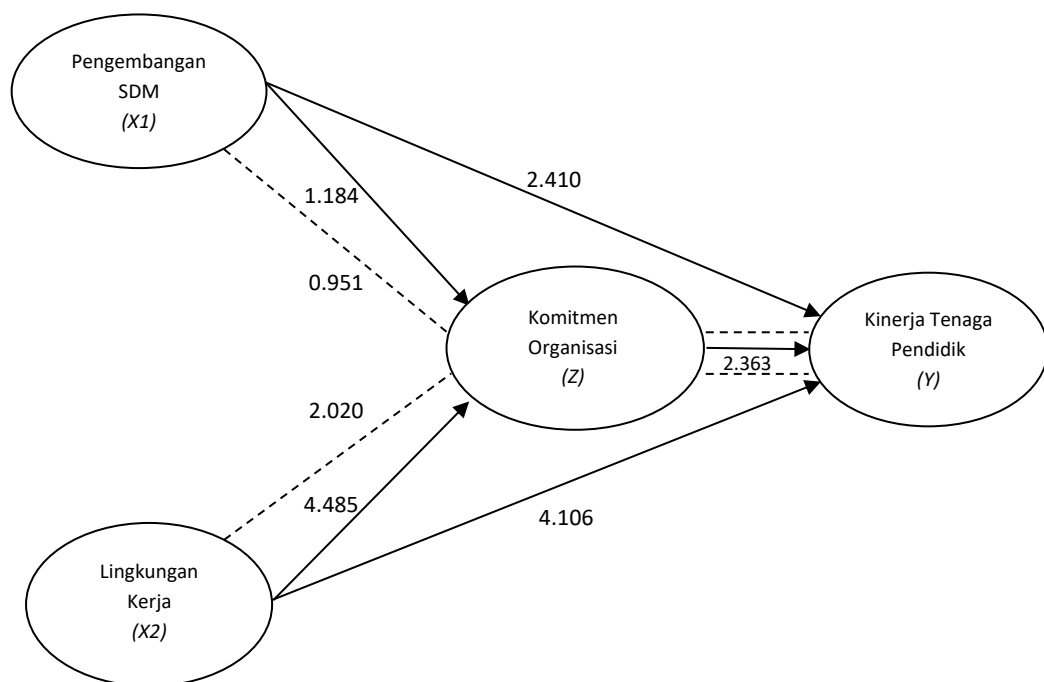 Pengembangan
SDM
(X1)
2.410
1.184
0.951
Komitmen
Organisasi
(Z)
Kinerja Tenaga
Pendidik
(Y)
2.363
2.020
4.485
4.106
Lingkungan
Kerja
(X2)